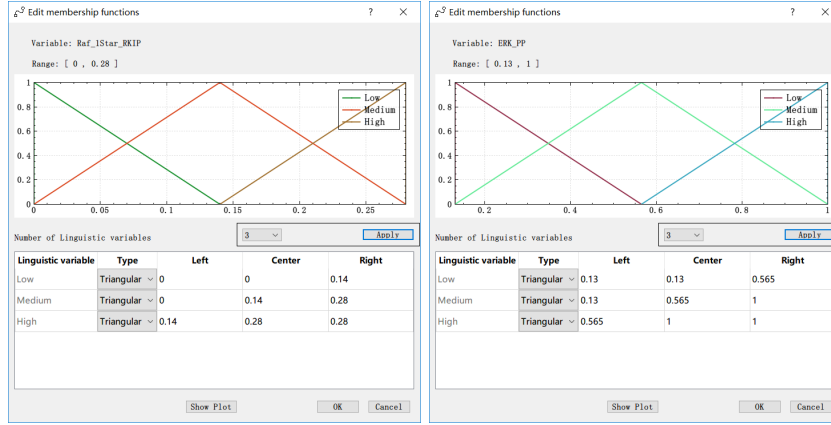 Edit membership functions ? ×
Variable: Raf_1Star_RKIP
Range: [ 0 , 0.28 ]
1
0.8
0.6
0.4
0.2
0
Low
Medium
High
0 0.05 0.1 0.15 0.2 0.25
Number of Linguistic variables 3 Apply
Linguistic variable Type Left Center Right
Low Triangular 0 0 0.14
Medium Triangular 0 0.14 0.28
High Triangular 0.14 0.28 0.28
Show Plot OK Cancel
Edit membership functions ? ×
Variable: ERK_PP
Range: [ 0.13 , 1 ]
1
0.8
0.6
0.4
0.2
0
Low
Medium
High
0.2 0.4 0.6 0.8 1
Number of Linguistic variables 3 Apply
Linguistic variable Type Left Center Right
Low Triangular 0.13 0.13 0.565
Medium Triangular 0.13 0.565 1
High Triangular 0.565 1 1
Show Plot OK Cancel